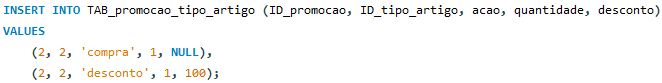 INSERT INTO TAB_promocao_tipo_artigo (ID_promocao, ID_tipo_artigo, acao, quantidade, desconto)
VALUES
(2, 2, 'compra', 1, NULL),
(2, 2, 'desconto', 1, 100);